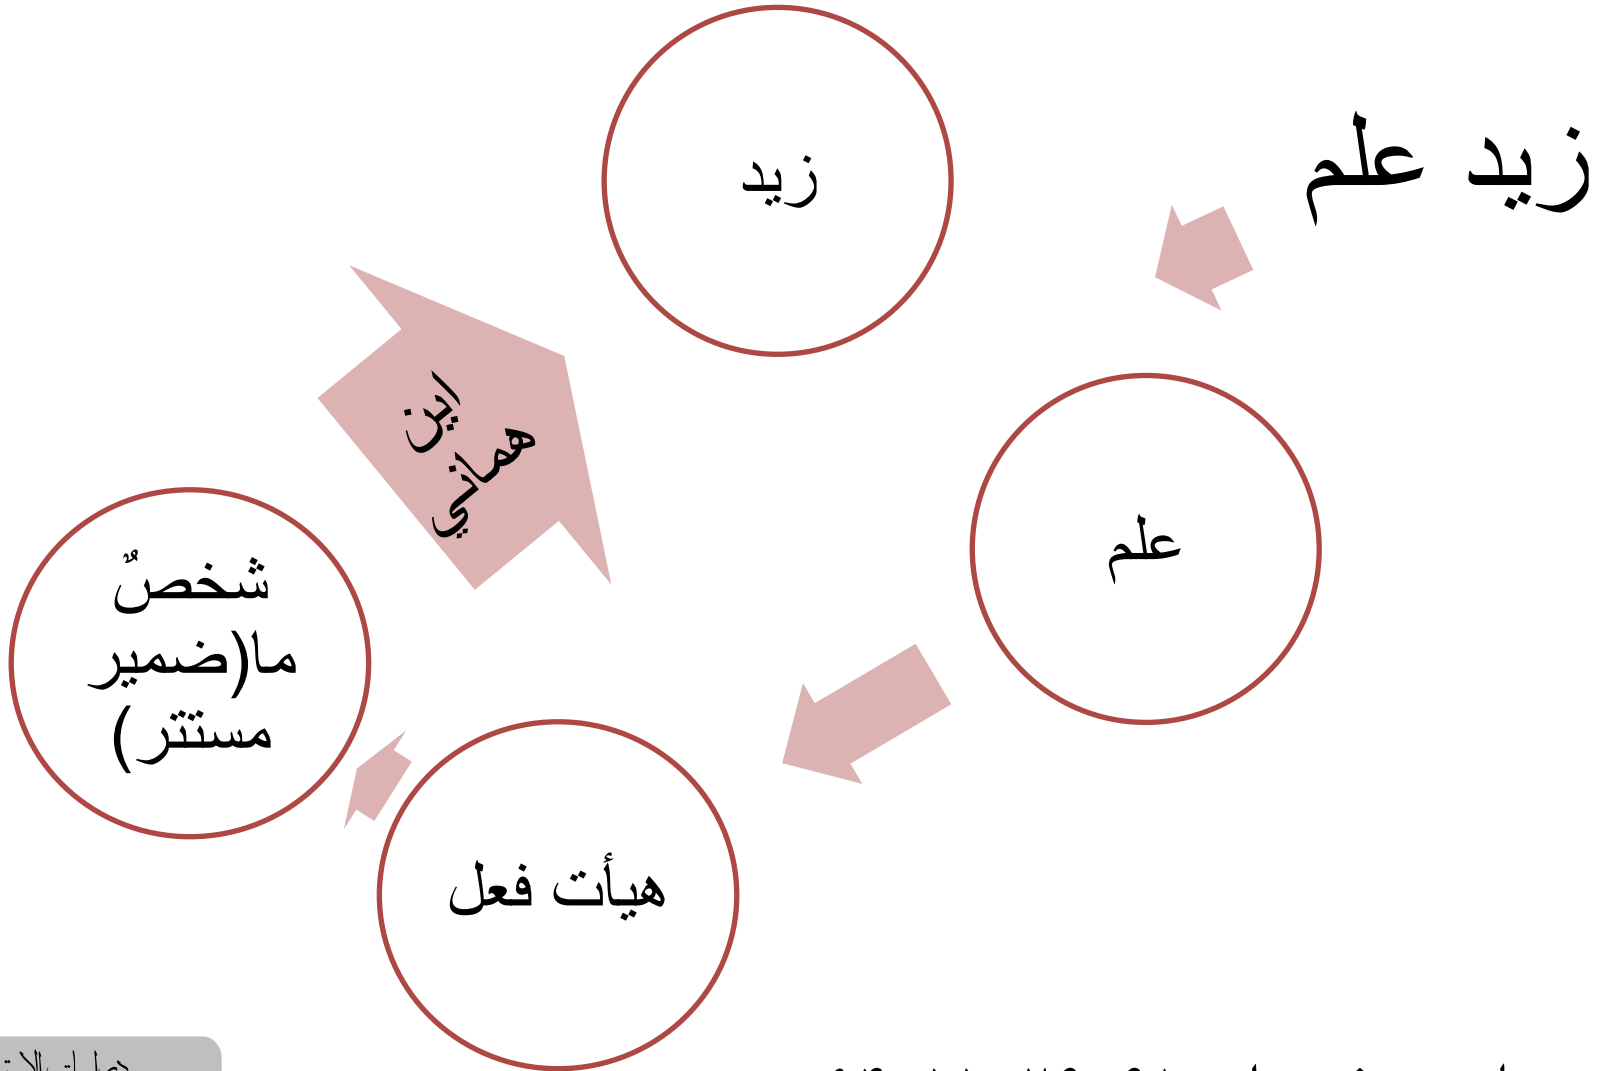 زيد علم
زيد
علم
اين
هماني
شخصٌ
ما(ضمير
مستتر)
هيأت فعل